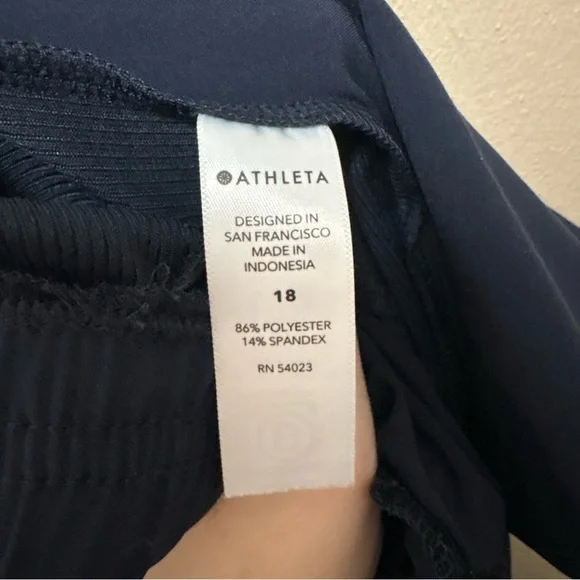 ATHLETA
DESIGNED IN
SAN FRANCISCO
MADE IN
INDONESIA
18
86% POLYESTER
14% SPANDEX
RN 54023